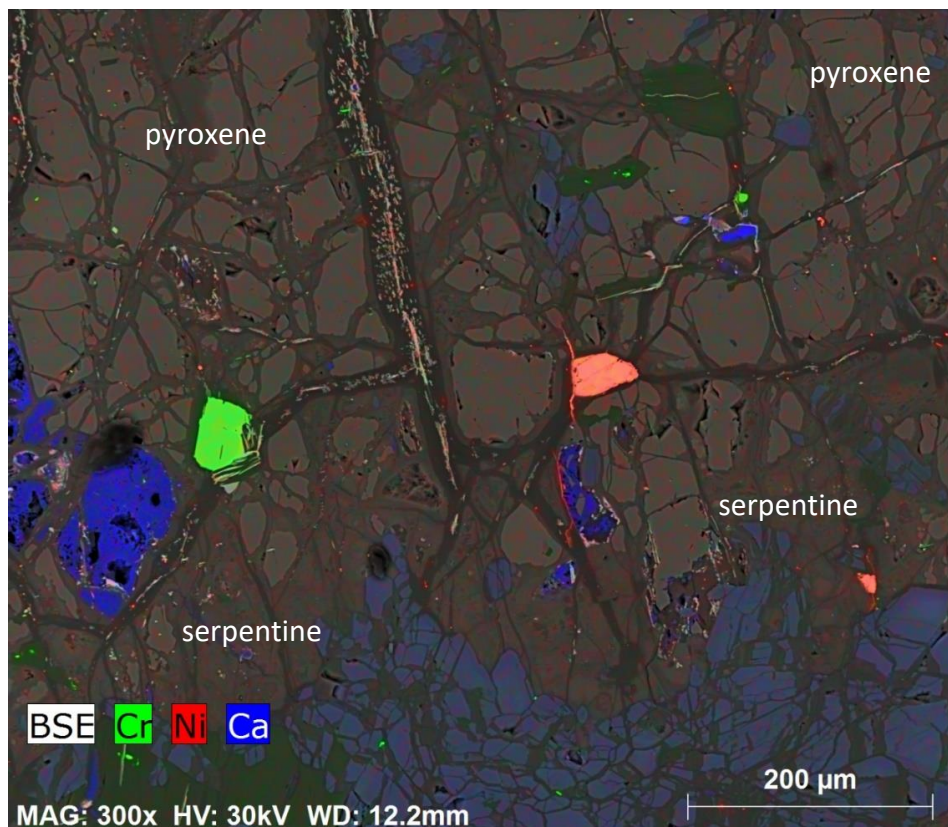 pyroxene
pyroxene
serpentine
serpentine
BSE Cr Ni Ca
200 µm
MAG: 300x HV: 30kV WD: 12.2mm